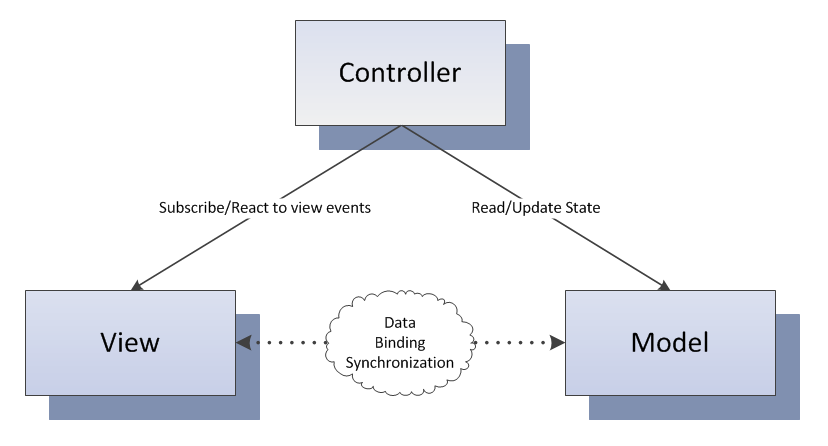 Controller
Subscribe/React to view events
Read/Update State
View
Data
Binding
Synchronization
Model